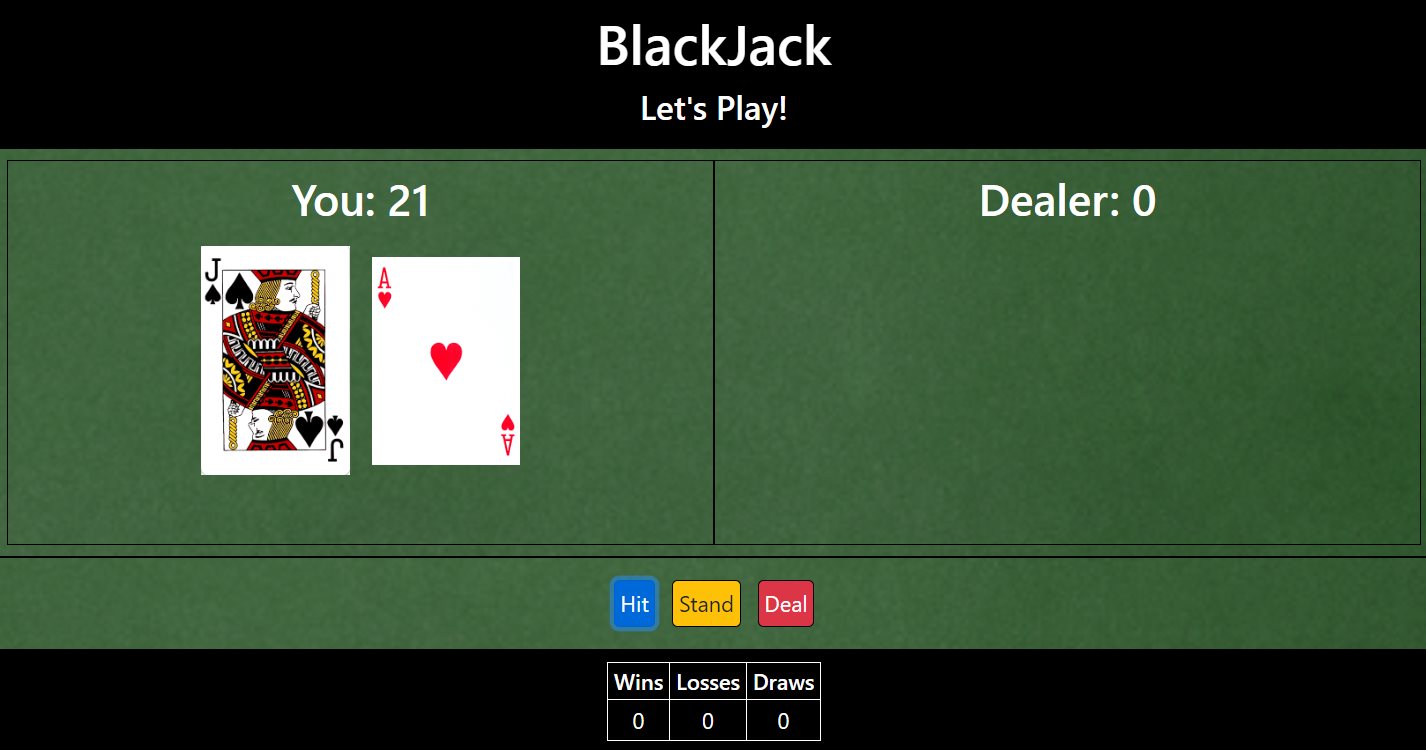 BlackJack
Let's Play!
You: 21
Dealer: 0
J
A
A
J
Hit Stand Deal
Wins Losses Draws
0 0 0